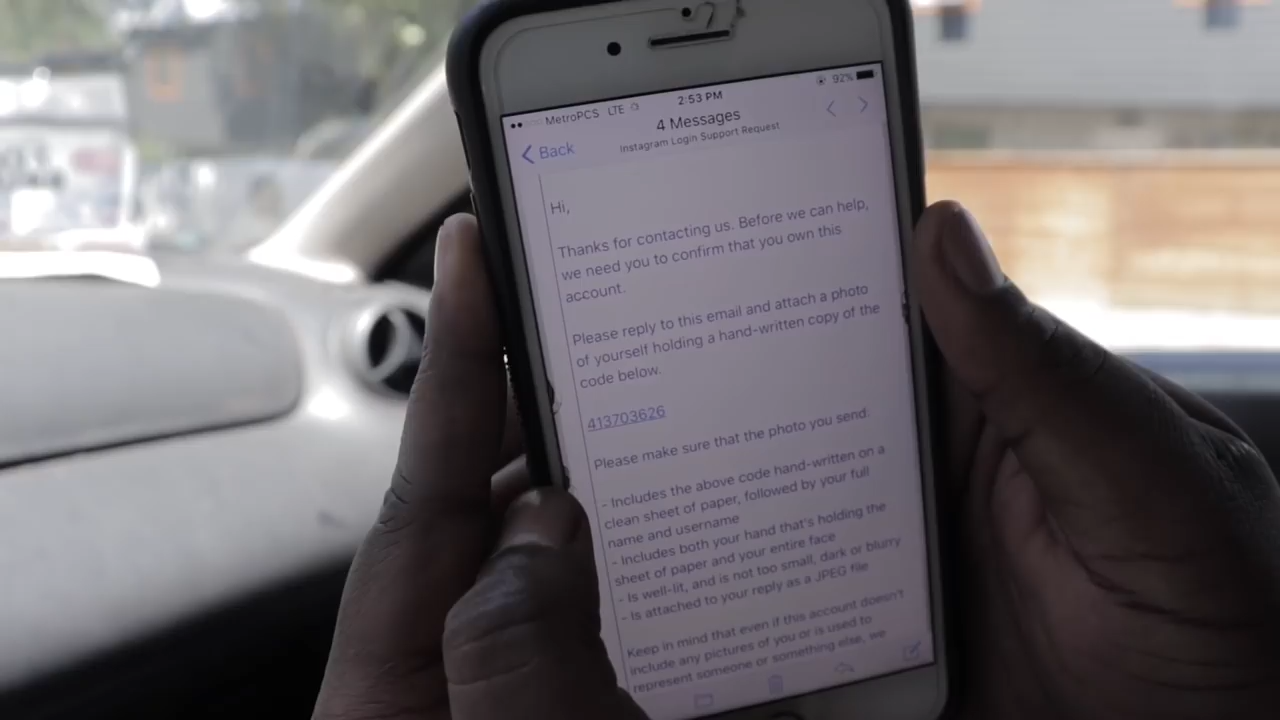 MetroPCS LTE 2:53 PM 92%
Back 4 Messages
Instagram Login Support Request
Hi,
Thanks for contacting us. Before we can help,
we need you to confirm that you own this
account.
Please reply to this email and attach a photo
of yourself holding a hand-written copy of the
code below.
413703626
Please make sure that the photo you send:
- Includes the above code hand-written on a
clean sheet of paper, followed by your full
name and username
- Includes both your hand that's holding the
sheet of paper and your entire face
- Is well-lit, and is not too small, dark or blurry
- Is attached to your reply as a JPEG file
Keep in mind that even if this account doesn't
include any pictures of you or is used to
represent someone or something else, we